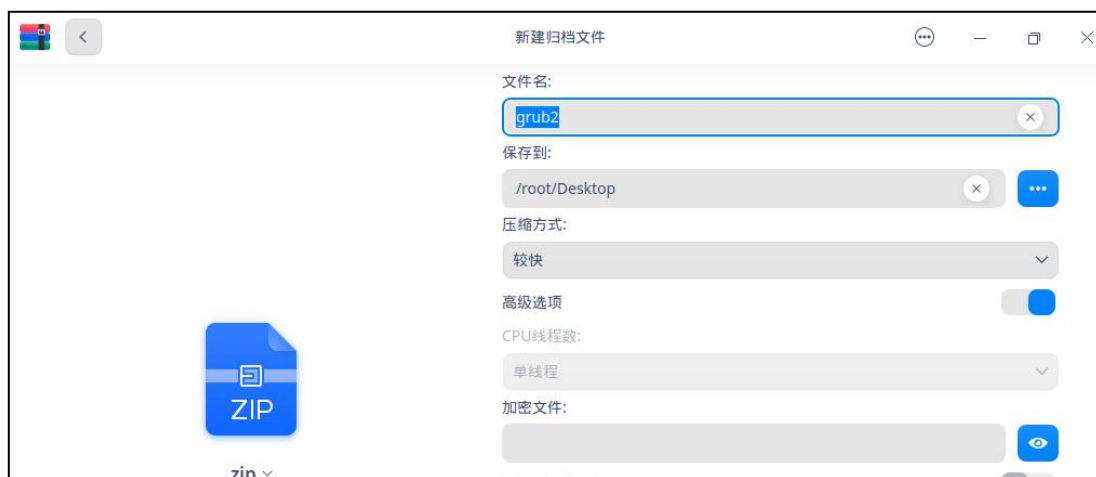 新建归档文件
文件名:
grub2
保存到:
/root/Desktop
压缩方式:
较快
高级选项
CPU线程数:
单线程
加密文件:
ZIP
zip